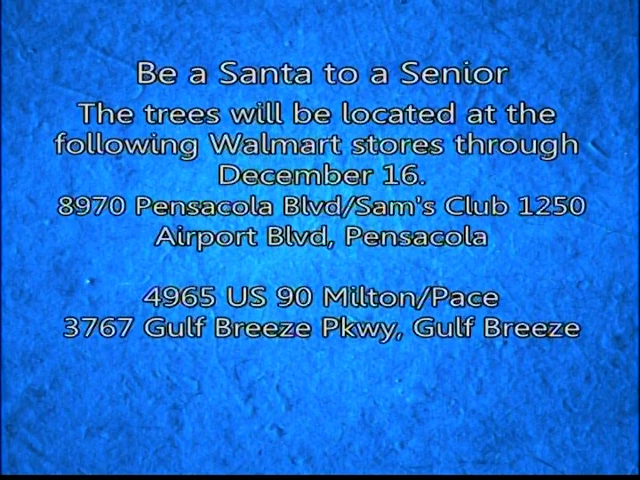 Be a Santa to a Senior
The trees will be located at the
following Walmart stores through
December 16.
8970 Pensacola Blvd/Sam's Club 1250
Airport Blvd, Pensacola
4965 US 90 Milton/Pace
3767 Gulf Breeze Pkwy, Gulf Breeze